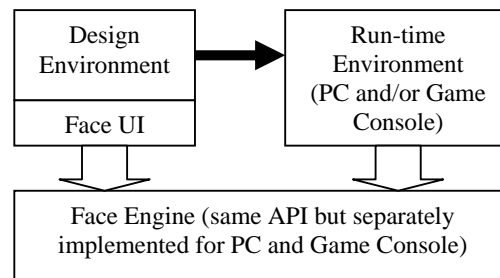 Design
Environment
Face UI
Run-time
Environment
(PC and/or Game
Console)
Face Engine (same API but separately
implemented for PC and Game Console)